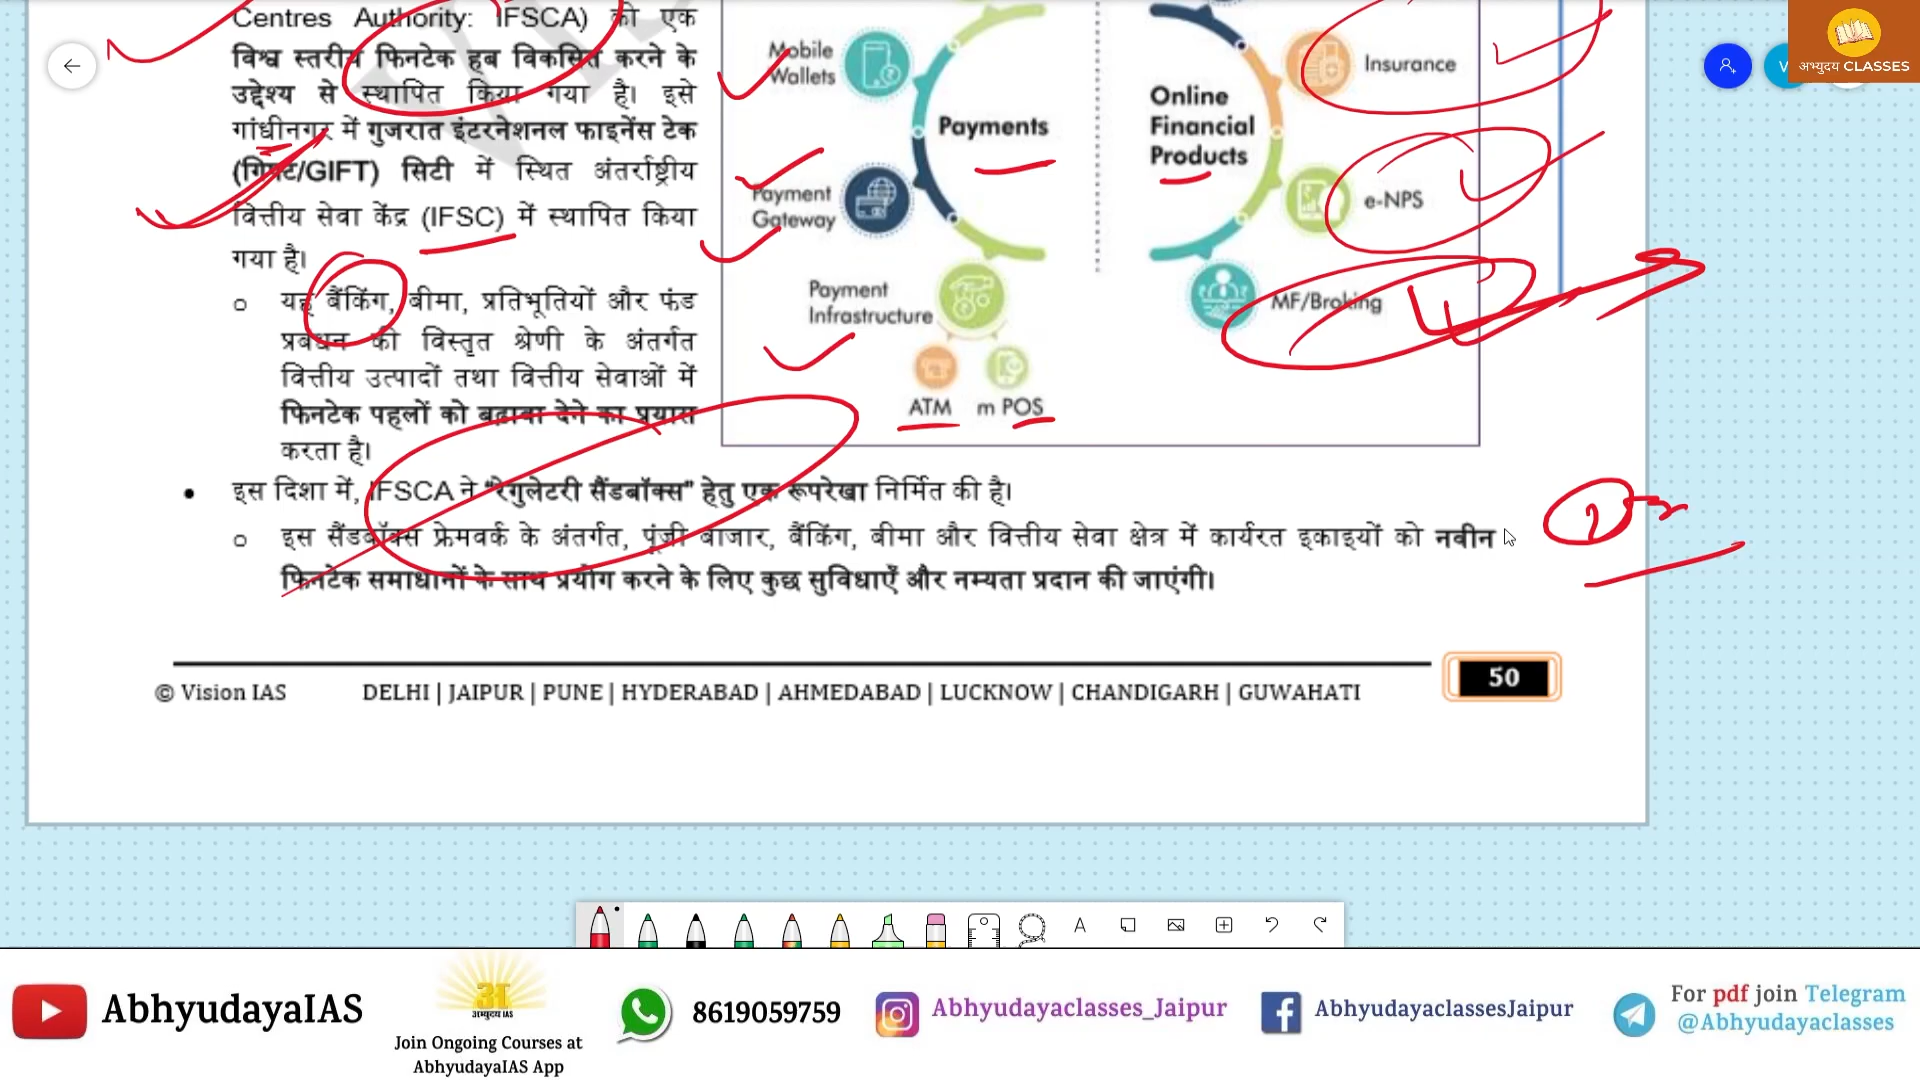 Centres Authority: IFSCA) को एक
विश्व स्तरीय फिनटेक हब विकसित करने के
उद्देश्य से स्थापित किया गया है। इसे
गांधीनगर में गुजरात इंटरनेशनल फाइनेंस टेक
(गिफ्ट/GIFT) सिटी में स्थित अंतर्राष्ट्रीय
वित्तीय सेवा केंद्र (IFSC) में स्थापित किया
गया है।
यह बैंकिंग, बीमा, प्रतिभूतियों और फंड
प्रबंधन की विस्तृत श्रेणी के अंतर्गत
वित्तीय उत्पादों तथा वित्तीय सेवाओं में
फिनटेक पहलों को बढ़ावा देने का प्रयास
करता है।
Mobile
Wallets
Payments
Payment
Gateway
Payment
Infrastructure
ATM
m POS
Online
Financial
Products
Insurance
e-NPS
MF/Broking
• इस दिशा में, IFSCA ने "रेगुलेटरी सैंडबॉक्स" हेतु एक रूपरेखा निर्मित की है।
इस सैंडबॉक्स फ्रेमवर्क के अंतर्गत, पूंजी बाजार, बैंकिंग, बीमा और वित्तीय सेवा क्षेत्र में कार्यरत इकाइयों को नवीन
फिनटेक समाधानों के साथ प्रयोग करने के लिए कुछ सुविधाएँ और नम्यता प्रदान की जाएंगी।
50
© Vision IAS DELHI | JAIPUR | PUNE | HYDERABAD | AHMEDABAD | LUCKNOW | CHANDIGARH | GUWAHATI
अभ्युदय CLASSES
V
A
AbhyudayaIAS
अभ्युदय IAS
Join Ongoing Courses at
AbhyudayaIAS App
8619059759
Abhyudayaclasses_Jaipur
AbhyudayaclassesJaipur
For pdf join Telegram
@Abhyudayaclasses